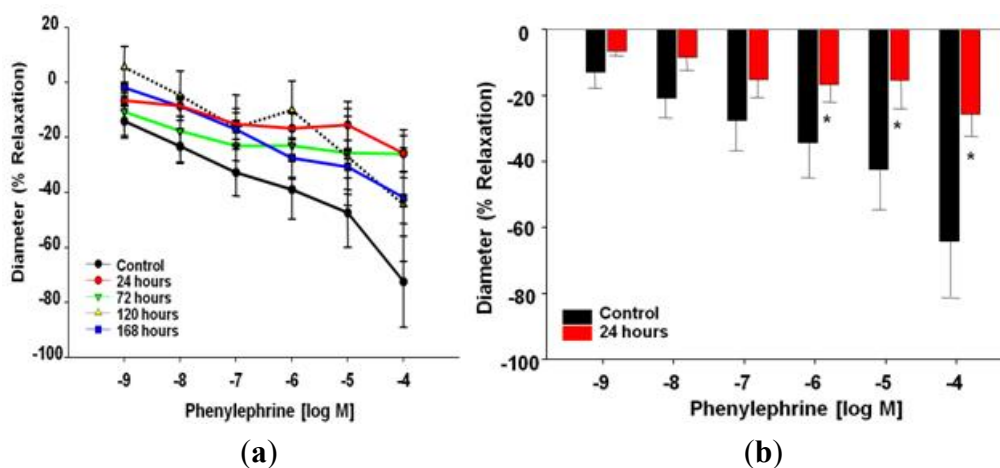 20
0
-20
-40
-60
-80
-100
Diameter (% Relaxation)
Control
24 hours
72 hours
120 hours
168 hours
-9 -8 -7 -6 -5 -4
Phenylephrine [log M]
(a)
0
-20
-40
-60
-80
-100
Diameter (% Relaxation)
* * *
Control
24 hours
-9 -8 -7 -6 -5 -4
Phenylephrine [log M]
(b)